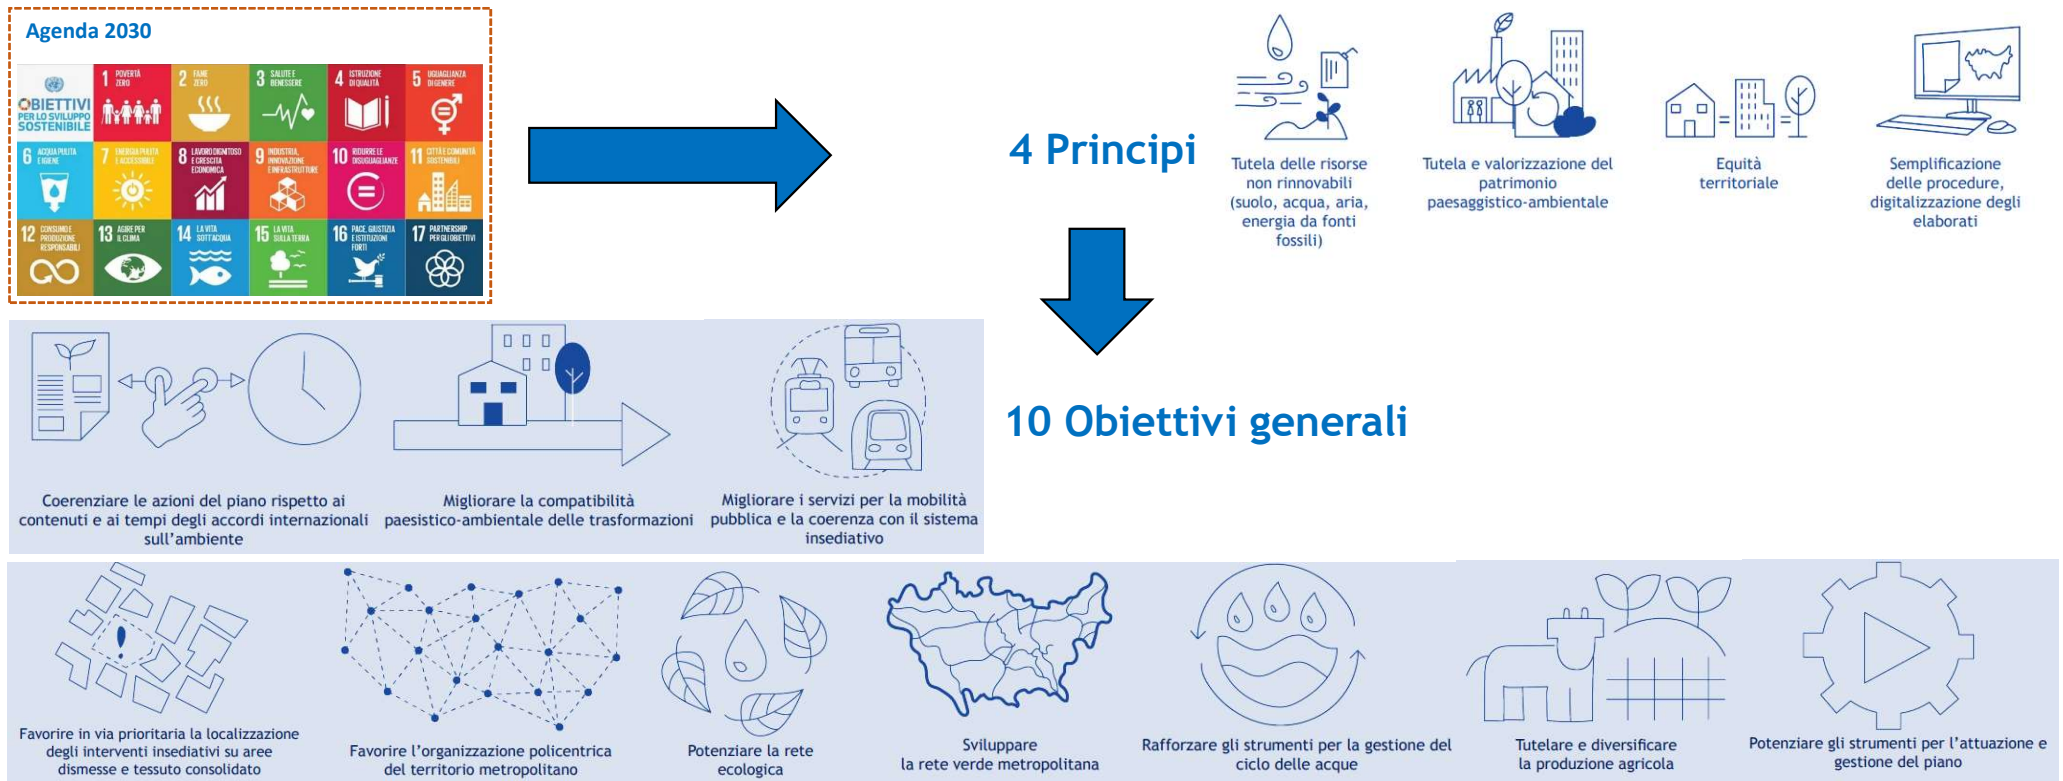 Agenda 2030
OBIETTIVI
PER LO SVILUPPO
SOSTENIBILE
1 POVERTÀ
ZERO
2 FAME
ZERO
3 SALUTE E
BENESSERE
4 ISTRUZIONE
DI QUALITÀ
5 UGUAGLIANZA
DI GENERE
6 ACQUA PULITA
E IGIENE
7 ENERGIA PULITA
E ACCESSIBILE
8 LAVORO DIGNITOSO
E CRESCITA
ECONOMICA
9 INDUSTRIA,
INNOVAZIONE
E INFRASTRUTTURE
10 RIDURRE LE
DISUGUAGLIANZE
11 CITTÀ E COMUNITÀ
SOSTENIBILI
12 CONSUMO E
PRODUZIONE
RESPONSABILI
13 AGIRE PER
IL CLIMA
14 LA VITA
SOTT'ACQUA
15 LA VITA
SULLA TERRA
16 PACE, GIUSTIZIA
E ISTITUZIONI
FORTI
17 PARTNERSHIP
PER GLI OBIETTIVI
4 Principi
Tutela delle risorse
non rinnovabili
(suolo, acqua, aria,
energia da fonti
fossili)
Tutela e valorizzazione del
patrimonio
paesaggistico-ambientale
Equità
territoriale
Semplificazione
delle procedure,
digitalizzazione degli
elaborati
10 Obiettivi generali
Coerenziare le azioni del piano rispetto ai
contenuti e ai tempi degli accordi internazionali
sull'ambiente
Migliorare la compatibilità
paesistico-ambientale delle trasformazioni
Migliorare i servizi per la mobilità
pubblica e la coerenza con il sistema
insediativo
Favorire in via prioritaria la localizzazione
degli interventi insediativi su aree
dismesse e tessuto consolidato
Favorire l'organizzazione policentrica
del territorio metropolitano
Potenziare la rete
ecologica
Sviluppare
la rete verde metropolitana
Rafforzare gli strumenti per la gestione del
ciclo delle acque
Tutelare e diversificare
la produzione agricola
Potenziare gli strumenti per l'attuazione e
gestione del piano